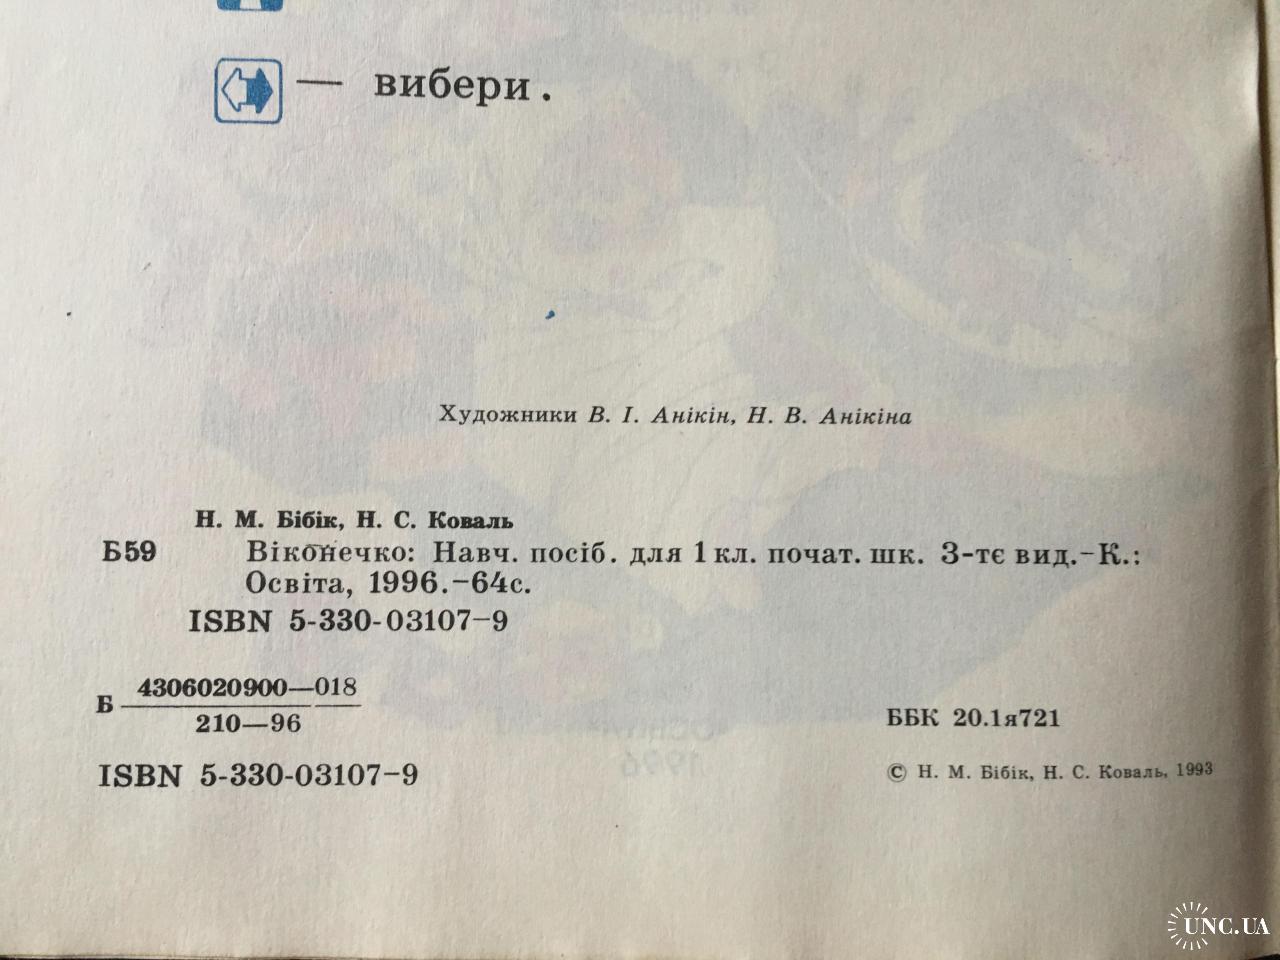 — вибери.
Художники В. І. Анікін, Н. В. Анікіна
Н. М. Бібік, Н. С. Коваль
Б59
Віконечко: Навч. посіб. для 1 кл. почат. шк. 3-тє вид.–К.:
Освіта, 1996.–64с.
ISBN 5-330-03107–9
Б 4306020900—018
210—96
ББК 20.1я721
ISBN 5-330-03107–9
© Н. М. Бібік, Н. С. Коваль, 1993
1996
UNC.UA